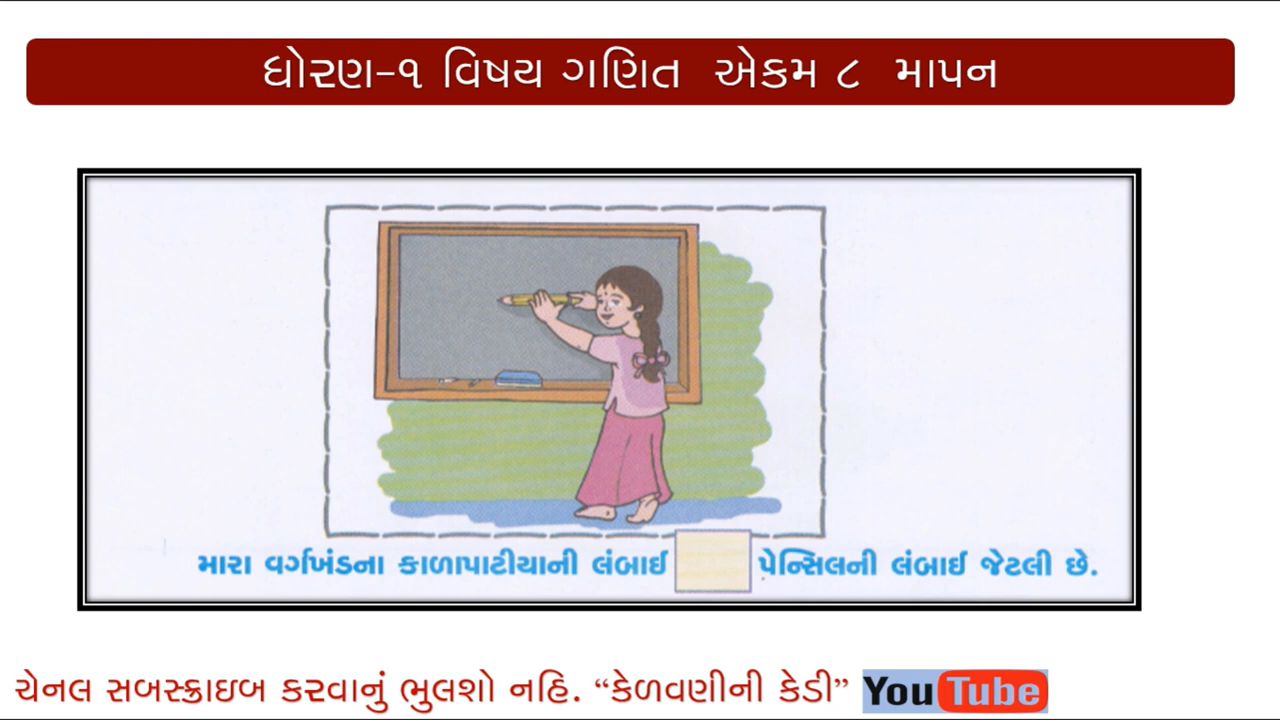 ધોરણ-૧ વિષય ગણિત એકમ ૮ માપન
મારા વર્ગખંડના કાળાપાટીયાની લંબાઈ પેન્સિલની લંબાઈ જેટલી છે.
ચેનલ સબસ્ક્રાઇબ કરવાનું ભુલશો નહિ. “કેળવણીની કેડી” YouTube